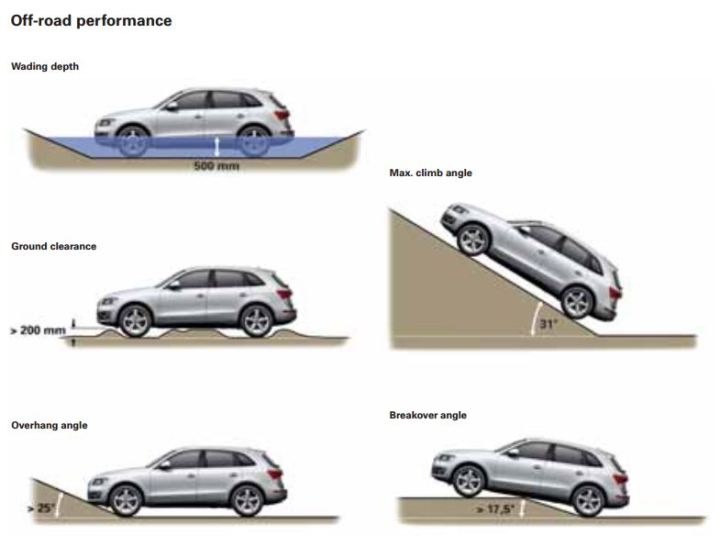 Off-road performance
Wading depth
500 mm
Max. climb angle
31°
Ground clearance
> 200 mm
Overhang angle
> 25°
Breakover angle
> 17,5°